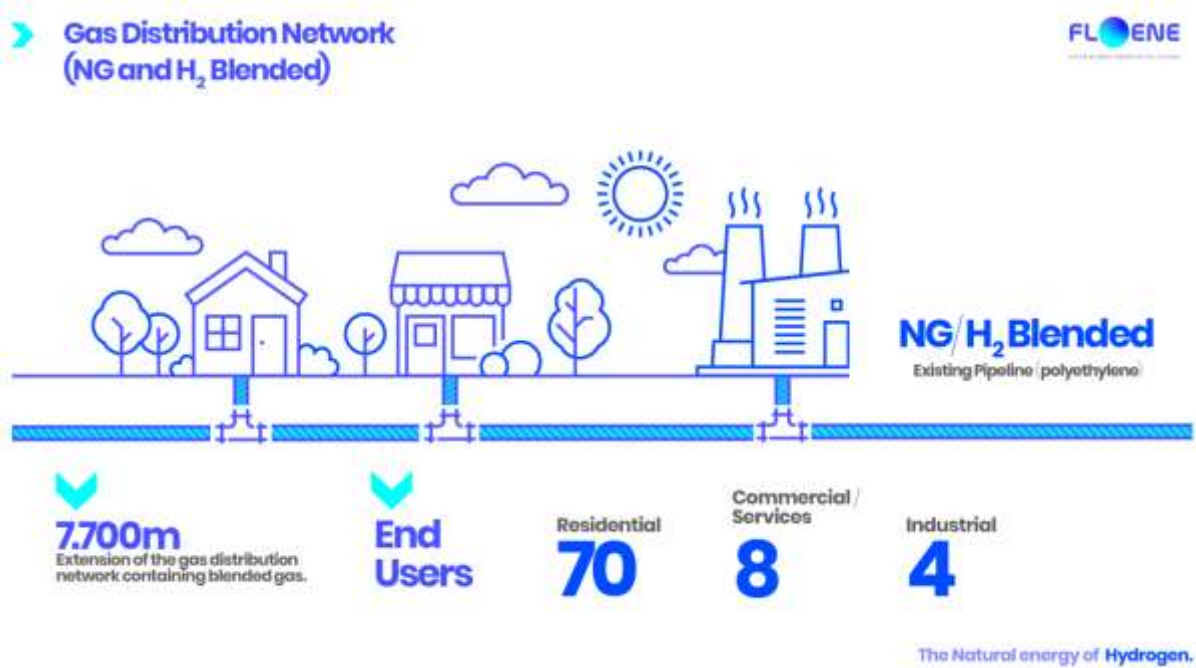 Gas Distribution Network
(NG and H₂ Blended)
FLOENE
NG/H₂ Blended
Existing Pipeline (polyethylene)
7.700m
Extension of the gas distribution
network containing blended gas.
End
Users
Residential
70
Commercial /
Services
8
Industrial
4
The Natural energy of Hydrogen.